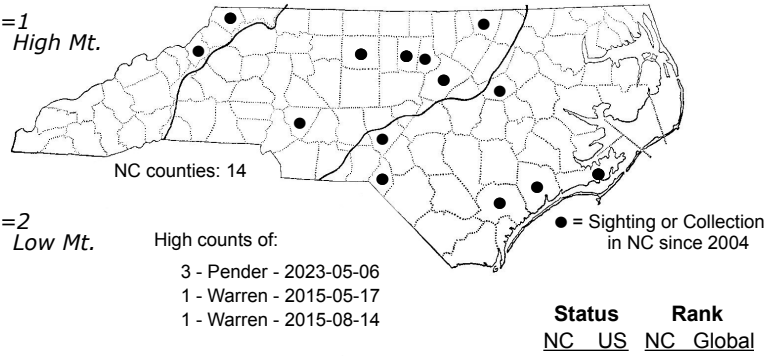 =1
High Mt.
NC counties: 14
=2
Low Mt.
High counts of:
3 - Pender - 2023-05-06
1 - Warren - 2015-05-17
1 - Warren - 2015-08-14
● = Sighting or Collection
in NC since 2004
Status Rank
NC US NC Global